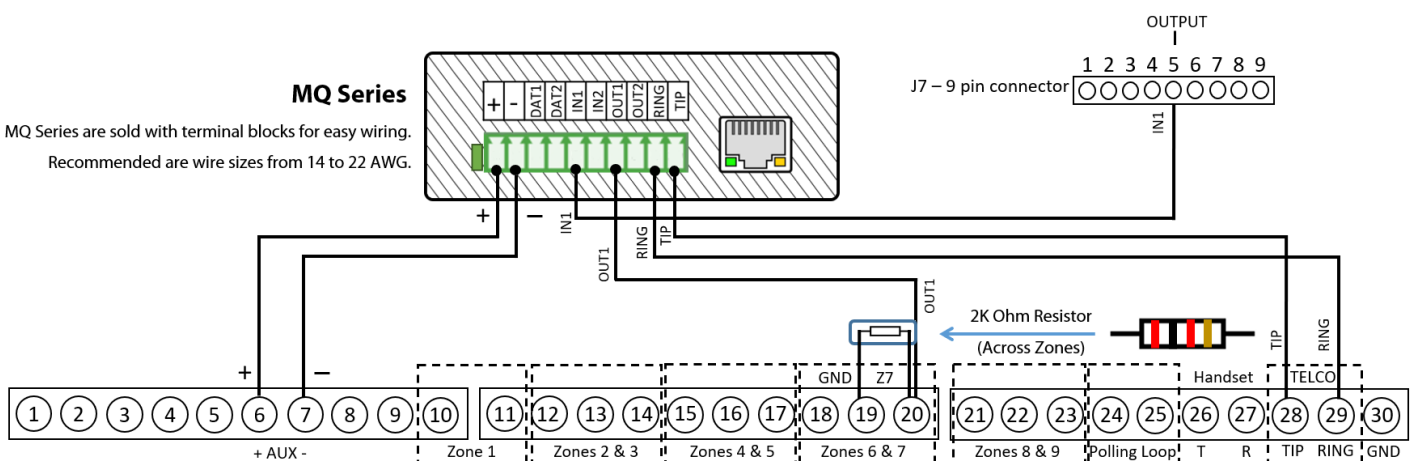 OUTPUT
1 2 3 4 5 6 7 8 9
J7 – 9 pin connector
IN1
MQ Series
MQ Series are sold with terminal blocks for easy wiring.
Recommended are wire sizes from 14 to 22 AWG.
+ - DAT1 DAT2 IN1 IN2 OUT1 OUT2 RING TIP
+ –
IN1
OUT1
RING
TIP
OUT1
2K Ohm Resistor
(Across Zones)
TIP
RING
+ –
GND Z7
Handset
TELCO
1 2 3 4 5 6 7 8 9 10 11 12 13 14 15 16 17 18 19 20 21 22 23 24 25 26 27 28 29 30
+ AUX - Zone 1 Zones 2 & 3 Zones 4 & 5 Zones 6 & 7 Zones 8 & 9 Polling Loop T R TIP RING GND